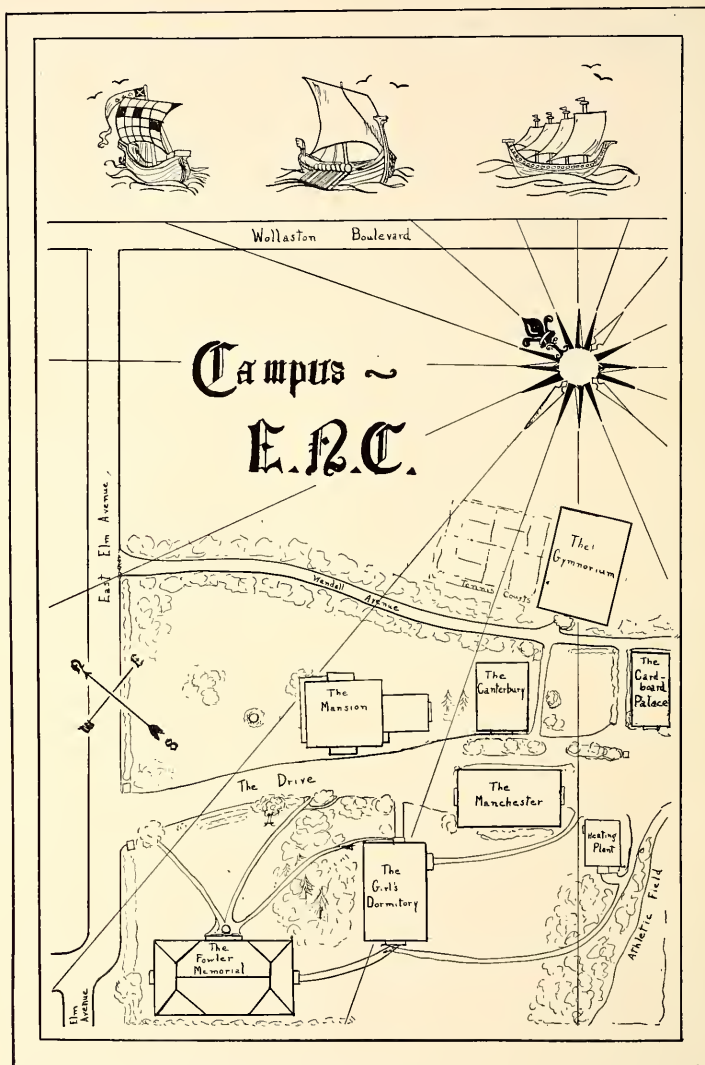 Wollaston Boulevard
Campus ~
E.N.C.
East Elm Avenue
The
Gymnorium
Tennis Courts
Wendell
Avenue
N
E
W
S
The
Mansion
The
Canterbury
The
Card-
board
Palace
The Drive
The
Manchester
Heating
Plant
The
Girl's
Dormitory
Athletic Field
The
Fowler
Memorial
Elm
Avenue